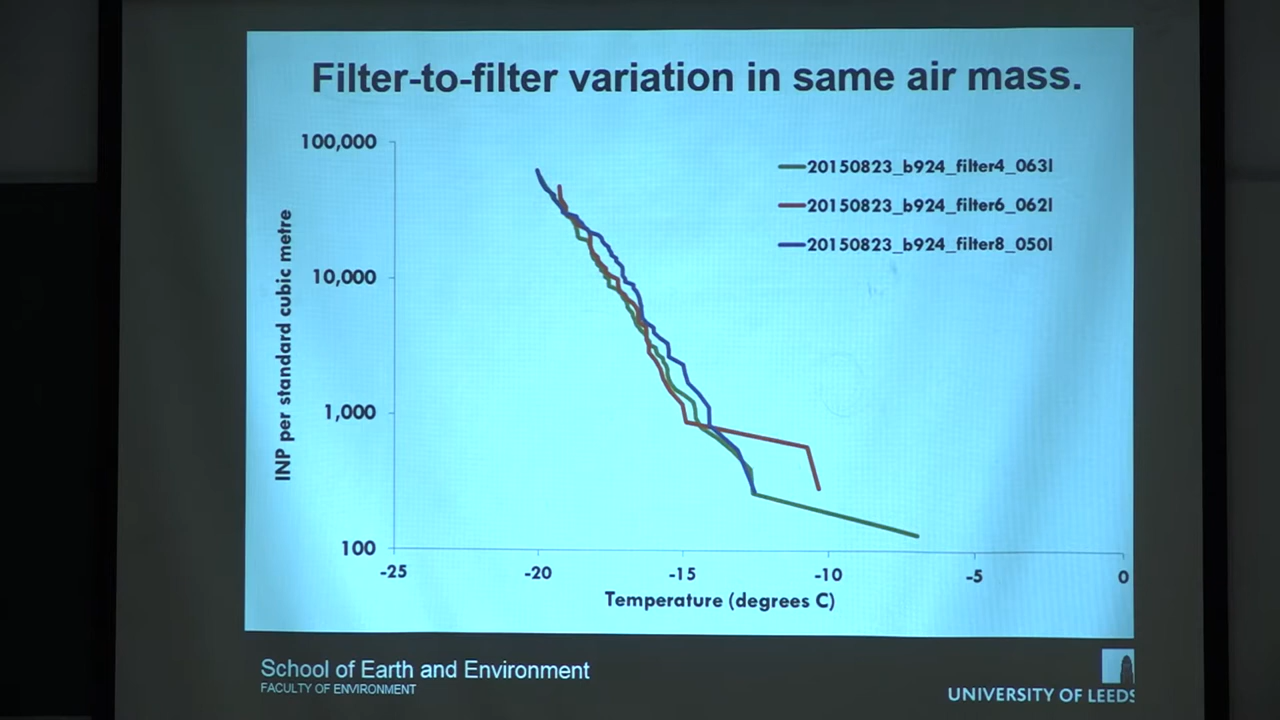 Filter-to-filter variation in same air mass.
100,000
10,000
1,000
100
INP per standard cubic metre
20150823_b924_filter4_063l
20150823_b924_filter6_062l
20150823_b924_filter8_050l
-25
-20
-15
-10
-5
0
Temperature (degrees C)
School of Earth and Environment
FACULTY OF ENVIRONMENT
UNIVERSITY OF LEEDS